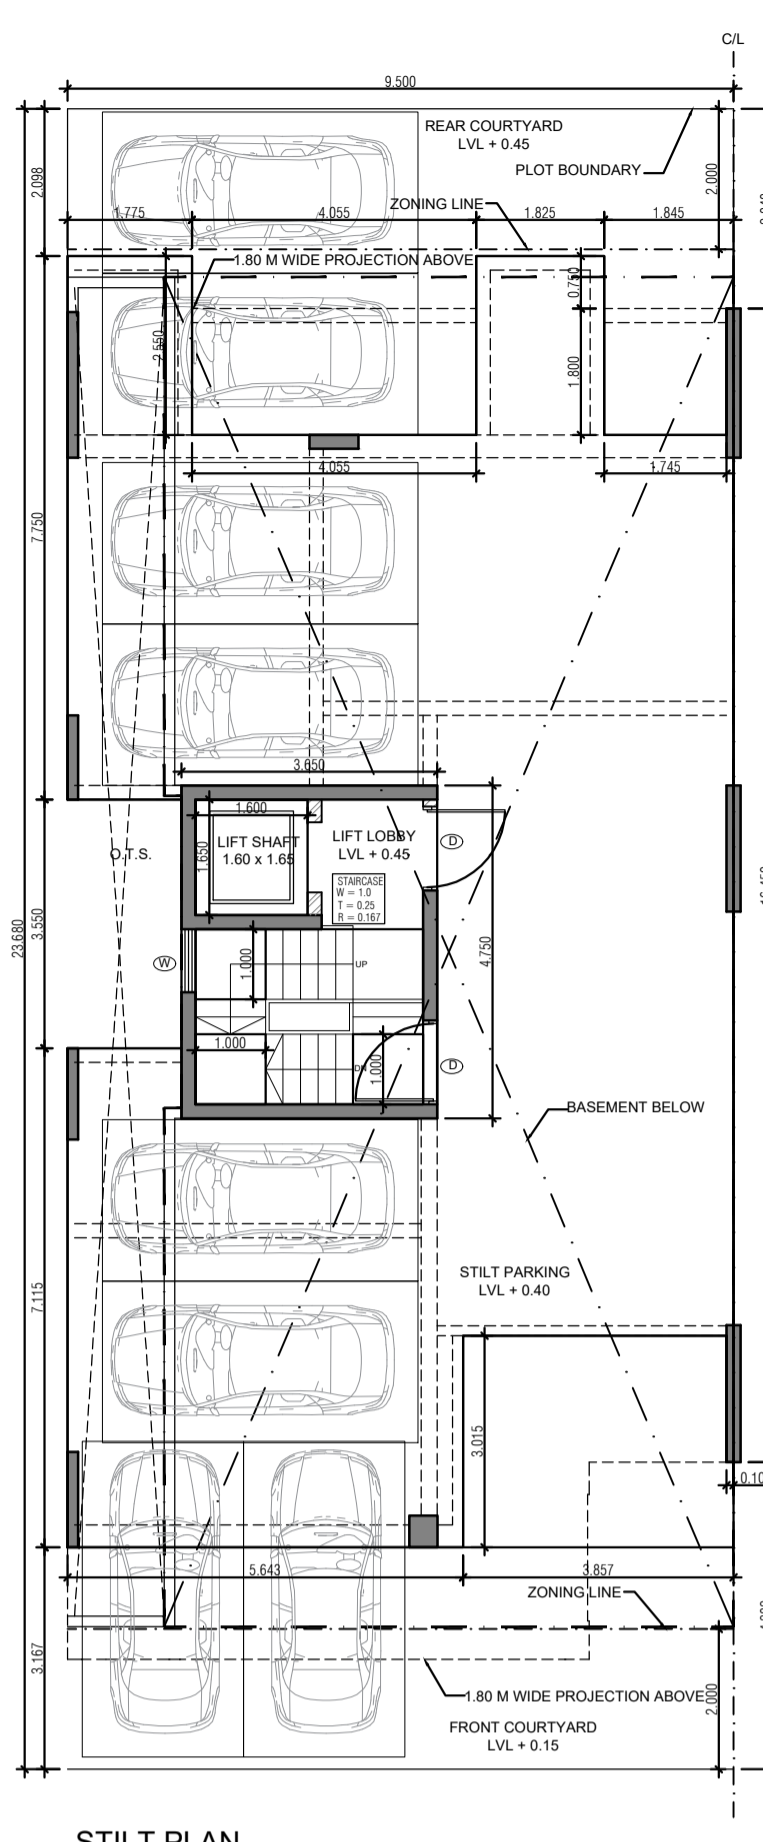 C/L
9.500
REAR COURTYARD
LVL + 0.45
PLOT BOUNDARY
2.098
2.000
ZONING LINE
1.775
4.055
1.825
1.845
1.80 M WIDE PROJECTION ABOVE
0.750
2.550
1.800
4.055
1.745
7.750
3.650
1.600
LIFT SHAFT
1.60 x 1.65
LIFT LOBBY
LVL + 0.45
D
O.T.S.
1.650
STAIRCASE
W = 1.0
T = 0.25
R = 0.167
23.680
3.550
W
1.000
UP
4.750
1.000
DN
1.000
D
BASEMENT BELOW
STILT PARKING
LVL + 0.40
7.115
3.015
0.10
5.643
3.857
ZONING LINE
3.167
1.80 M WIDE PROJECTION ABOVE
2.000
FRONT COURTYARD
LVL + 0.15
STILT PLAN